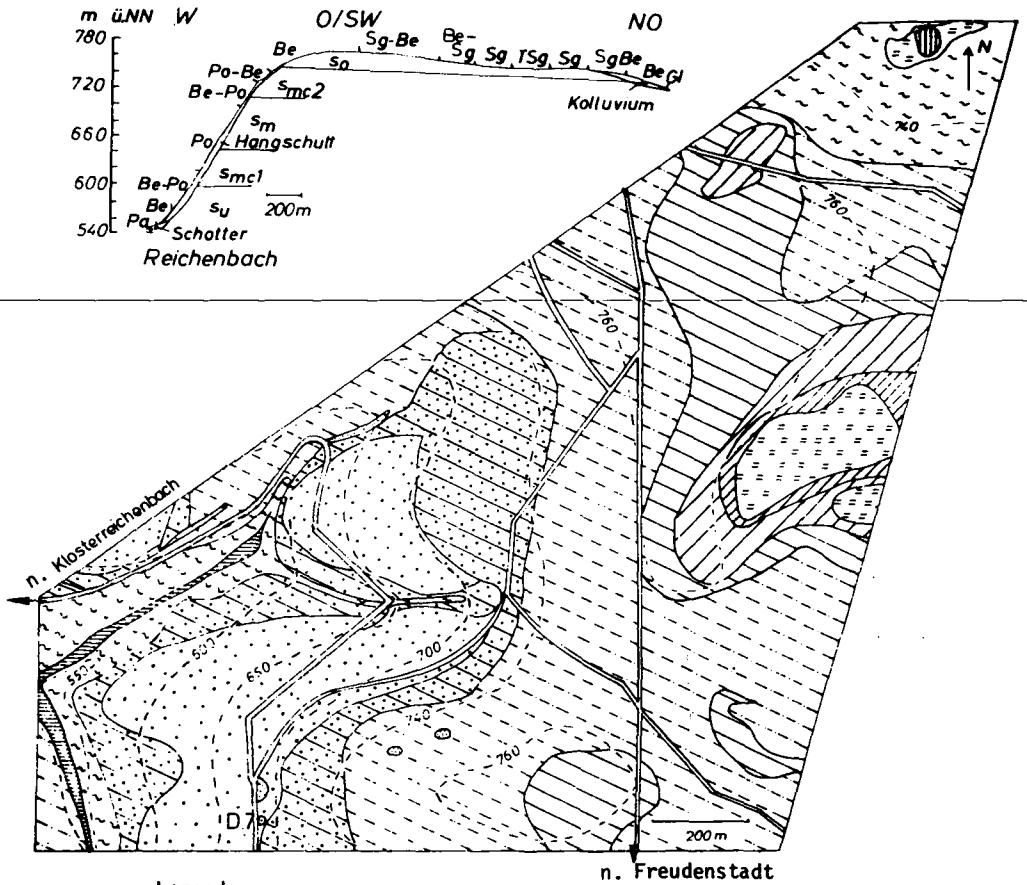 m ü.NN W O/SW NO
780
720
660
600
540
Be Sg-Be Be-Sg Sg TSg Sg SgBe BeGl
so
Po-Be
Be-Po
smc2
sm
Po Hangschutt
Be-Po
smc1
Be
su
Pa
200m
Schotter
Kolluvium
Reichenbach
N
740
760
760
n. Klosterreichenbach
550
600
650
700
740
760
200 m
n. Freudenstadt